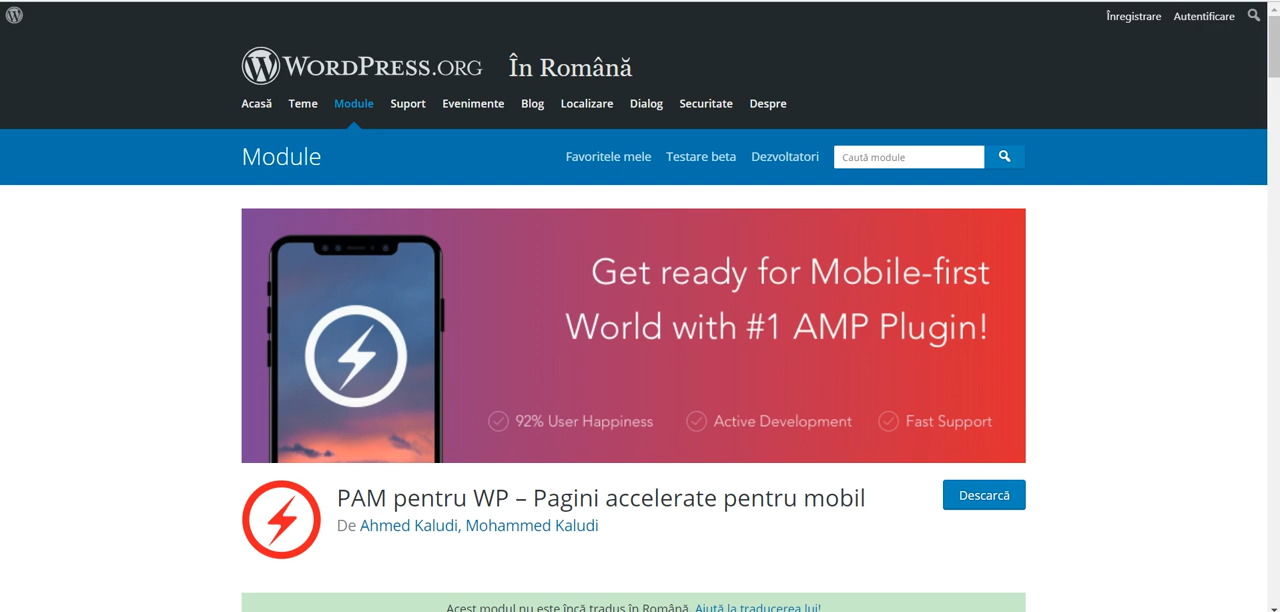 Înregistrare Autentificare
WORDPRESS.ORG În Română
Acasă Teme Module Suport Evenimente Blog Localizare Dialog Securitate Despre
Module Favoritele mele Testare beta Dezvoltatori Caută module
Get ready for Mobile-first
World with #1 AMP Plugin!
92% User Happiness Active Development Fast Support
PAM pentru WP – Pagini accelerate pentru mobil Descarcă
De Ahmed Kaludi, Mohammed Kaludi
Acest modul nu este încă tradus în Română. Ajută la traducerea lui!